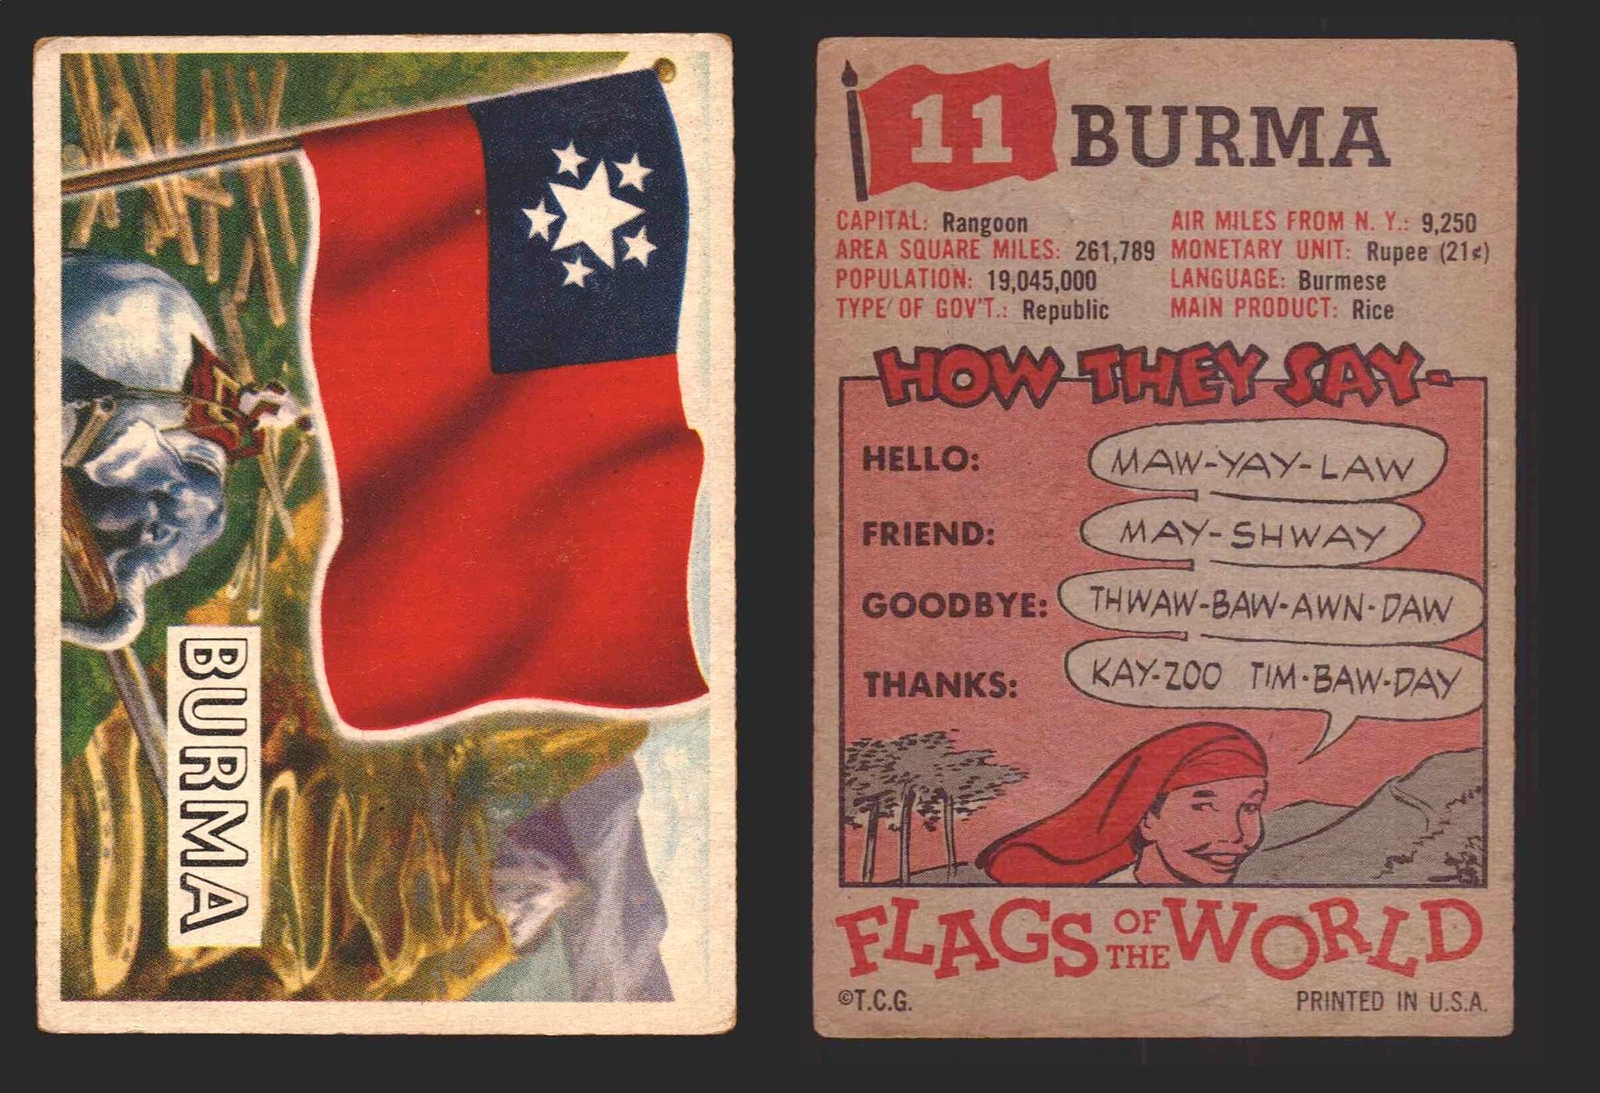 BURMA
11 BURMA
CAPITAL: Rangoon
AREA SQUARE MILES: 261,789
POPULATION: 19,045,000
TYPE OF GOV'T.: Republic
AIR MILES FROM N. Y.: 9,250
MONETARY UNIT: Rupee (21¢)
LANGUAGE: Burmese
MAIN PRODUCT: Rice
HOW THEY SAY-
HELLO: MAW-YAY-LAW
FRIEND: MAY-SHWAY
GOODBYE: THWAW-BAW-AWN-DAW
THANKS: KAY-ZOO TIM-BAW-DAY
FLAGS OF THE WORLD
©T.C.G. PRINTED IN U.S.A.